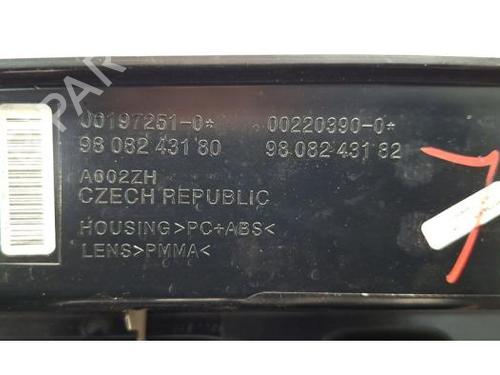 00197251-0* 00220390-0*
98 082 431 80 98 082 431 82
A602ZH
CZECH REPUBLIC
HOUSING>PC+ABS<
LENS>PMMA<